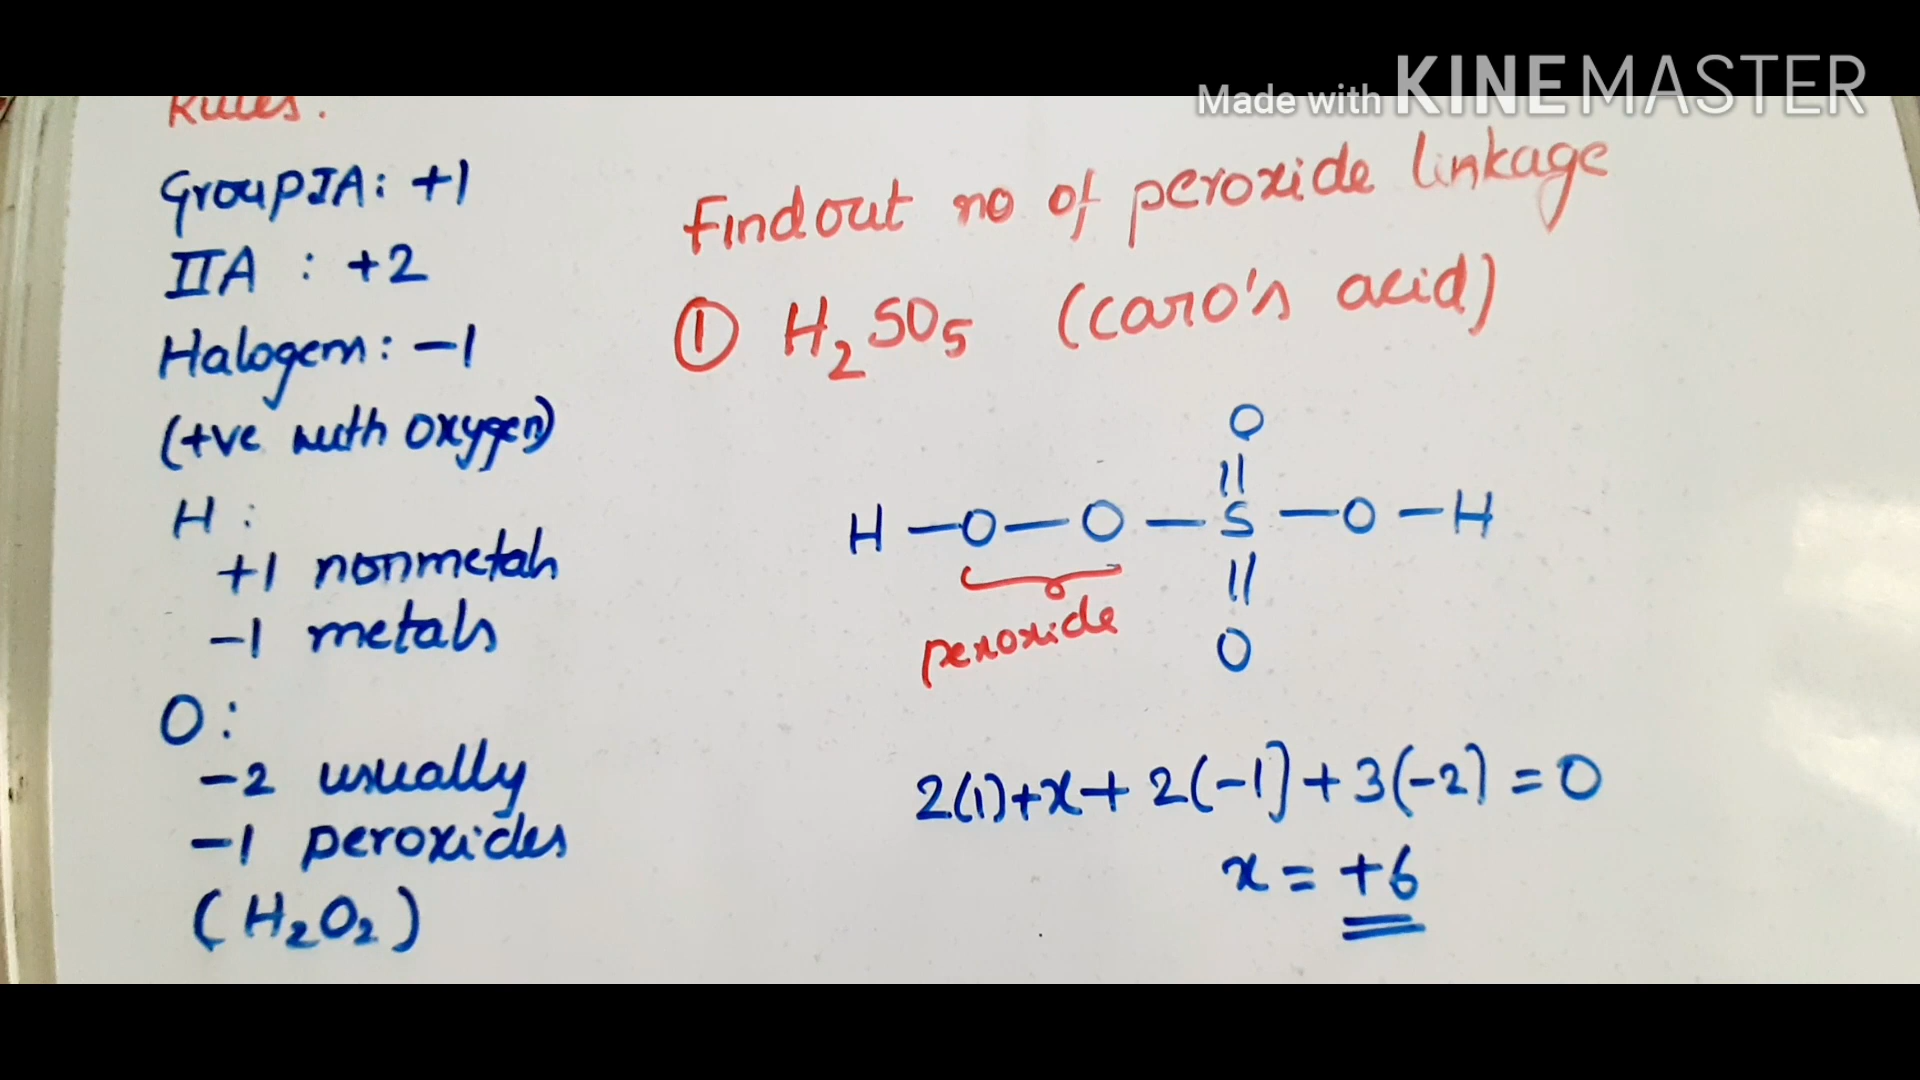 Made with KINEMASTER
Rules.
Group IA: +1
IIA : +2
Halogen: -1
(+ve with oxygen)
H:
+1 nonmetals
-1 metals
O:
-2 usually
-1 peroxides
(H₂O₂)
Findout no of peroxide linkage
① H₂SO₅ (caro's acid)
O
||
H-O-O-S-O-H
||
O
peroxide
2(1)+x+2(-1)+3(-2)=0
x=+6